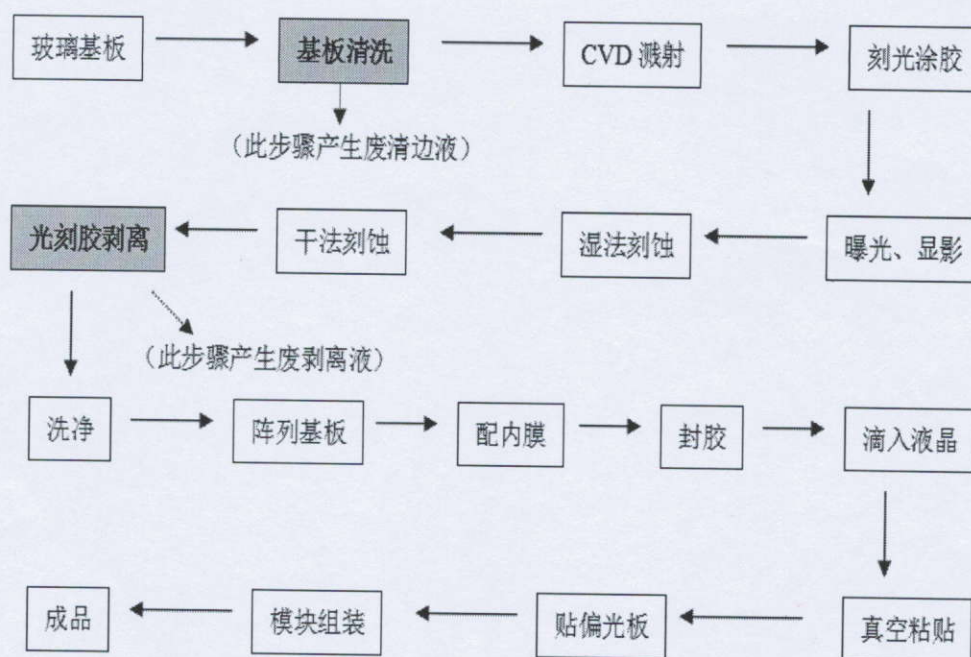 玻璃基板
基板清洗
CVD 溅射
刻光涂胶
(此步骤产生废清边液)
光刻胶剥离
干法刻蚀
湿法刻蚀
曝光、显影
(此步骤产生废剥离液)
洗净
阵列基板
配内膜
封胶
滴入液晶
成品
模块组装
贴偏光板
真空粘贴